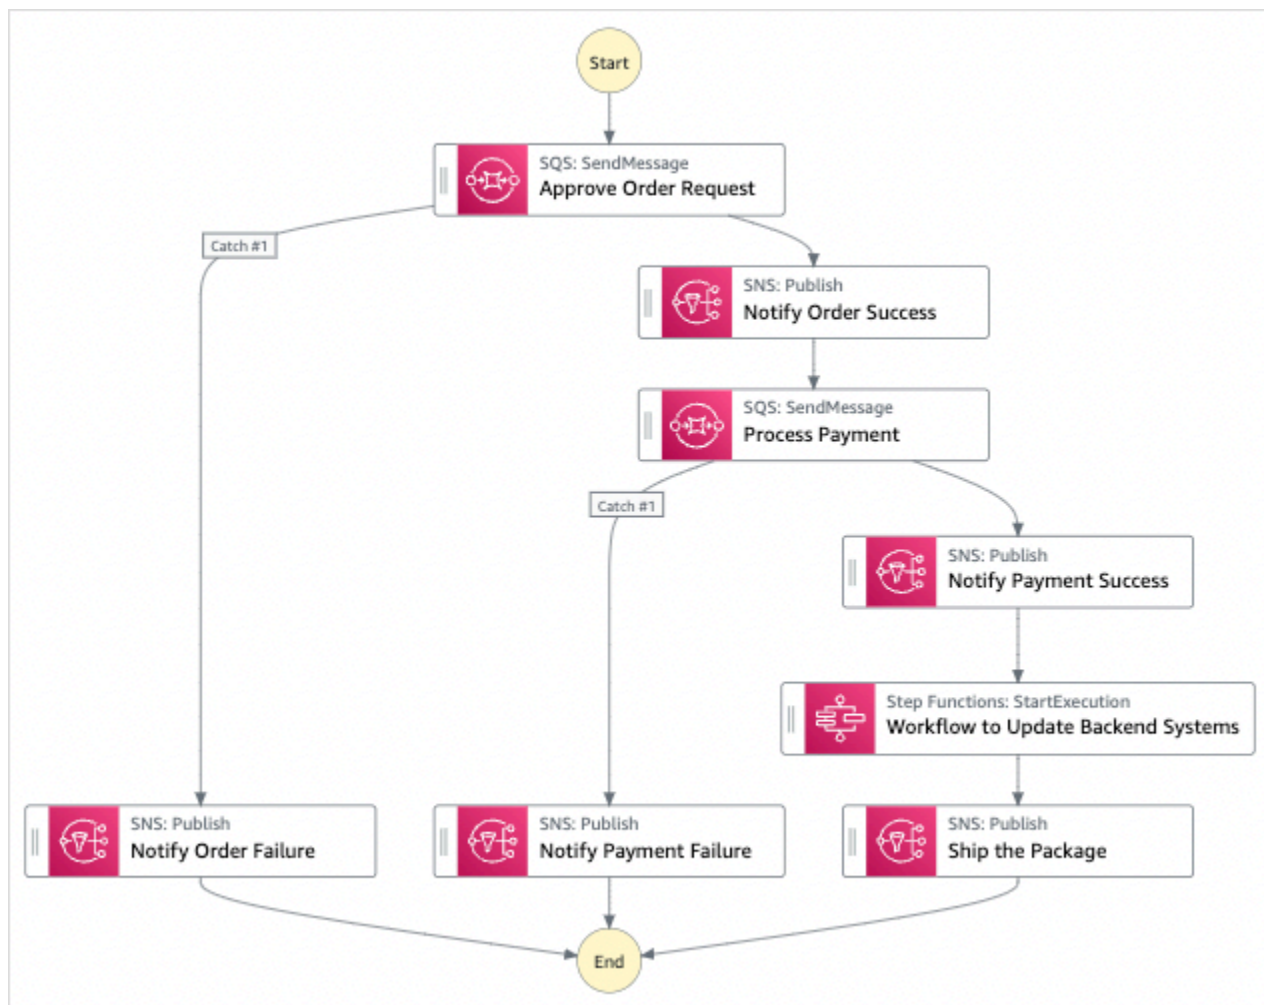 Start
SQS: SendMessage
Approve Order Request
Catch #1
SNS: Publish
Notify Order Success
SQS: SendMessage
Process Payment
Catch #1
SNS: Publish
Notify Payment Success
Step Functions: StartExecution
Workflow to Update Backend Systems
SNS: Publish
Notify Order Failure
SNS: Publish
Notify Payment Failure
SNS: Publish
Ship the Package
End